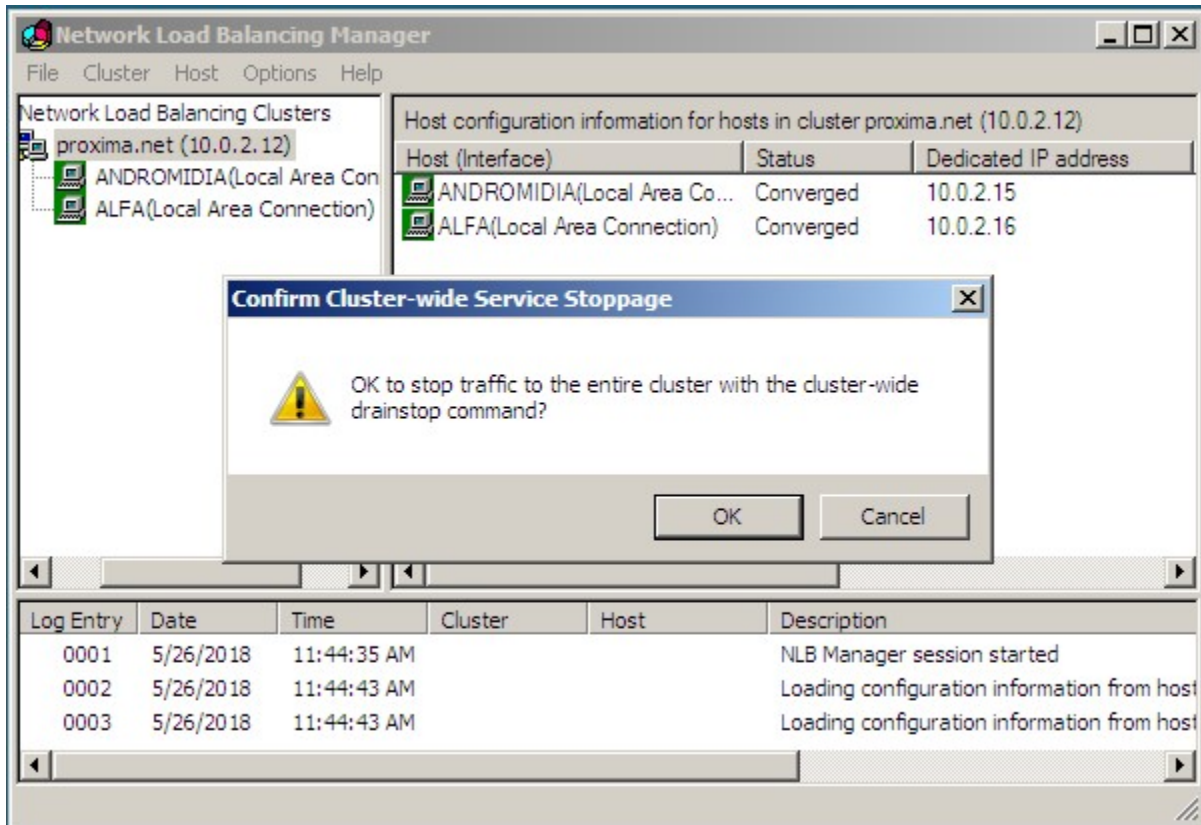 Network Load Balancing Manager
File Cluster Host Options Help
Network Load Balancing Clusters
proxima.net (10.0.2.12)
ANDROMIDIA(Local Area Con
ALFA(Local Area Connection)
Host configuration information for hosts in cluster proxima.net (10.0.2.12)
Host (Interface) Status Dedicated IP address
ANDROMIDIA(Local Area Co... Converged 10.0.2.15
ALFA(Local Area Connection) Converged 10.0.2.16
Confirm Cluster-wide Service Stoppage
OK to stop traffic to the entire cluster with the cluster-wide
drainstop command?
OK Cancel
Log Entry Date Time Cluster Host Description
0001 5/26/2018 11:44:35 AM NLB Manager session started
0002 5/26/2018 11:44:43 AM Loading configuration information from host
0003 5/26/2018 11:44:43 AM Loading configuration information from host